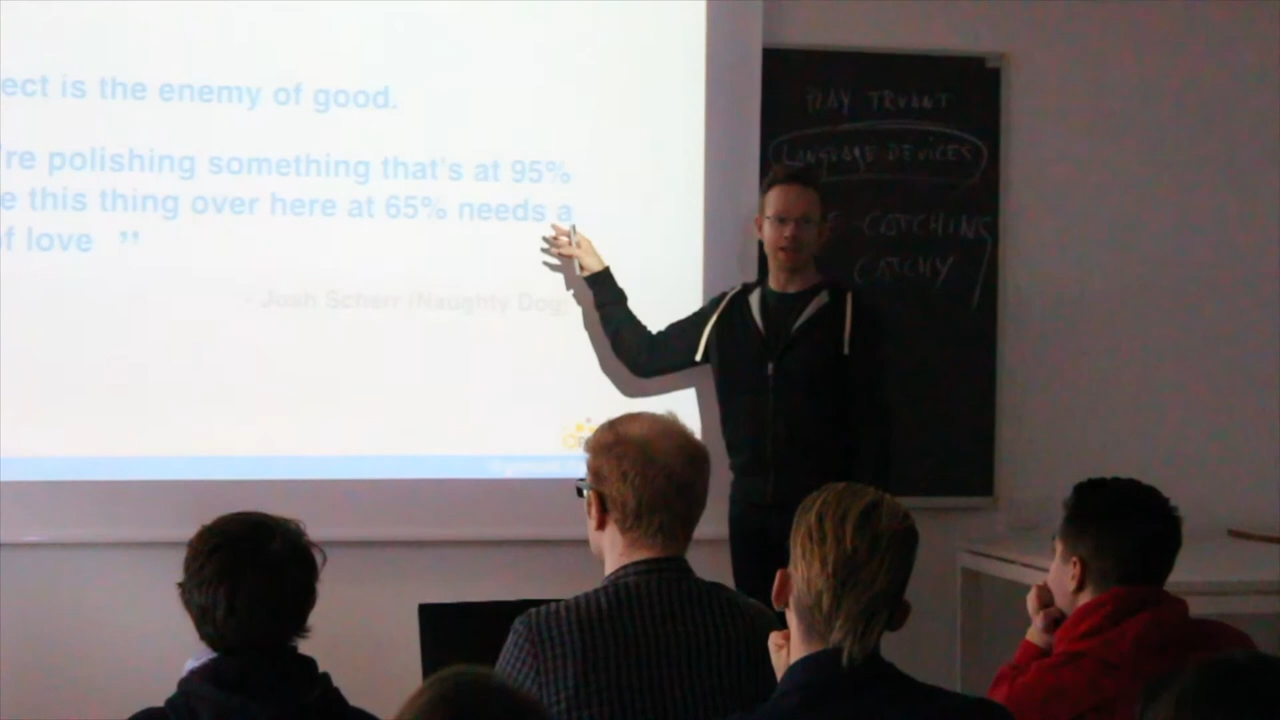 ect is the enemy of good.
're polishing something that's at 95%
e this thing over here at 65% needs a
of love ”
- Josh Scherr (Naughty Dog)
PLAY TRUANT
LANGUAGE DEVICES
E-CATCHING
CATCHY